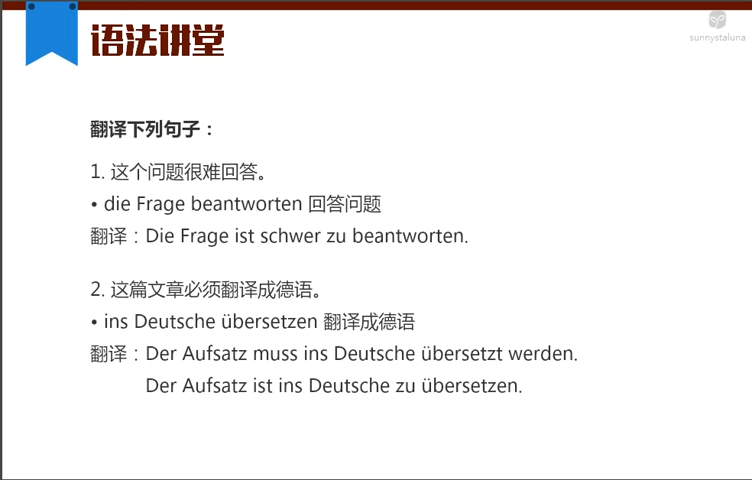 语法讲堂
sunnystaluna
翻译下列句子：
1. 这个问题很难回答。
• die Frage beantworten 回答问题
翻译：Die Frage ist schwer zu beantworten.
2. 这篇文章必须翻译成德语。
• ins Deutsche übersetzen 翻译成德语
翻译：Der Aufsatz muss ins Deutsche übersetzt werden.
Der Aufsatz ist ins Deutsche zu übersetzen.